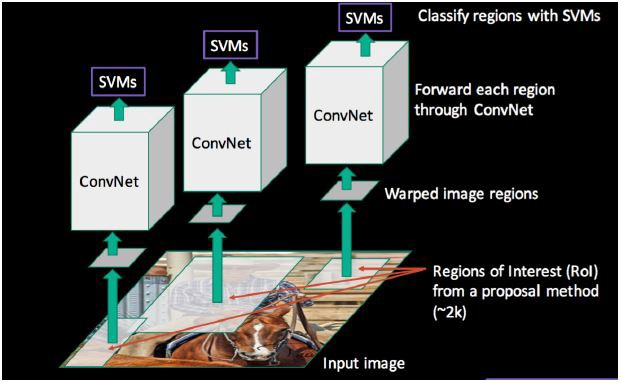 SVMs
Classify regions with SVMs
SVMs
SVMs
Forward each region
through ConvNet
ConvNet
ConvNet
ConvNet
Warped image regions
Regions of Interest (RoI)
from a proposal method
(~2k)
Input image